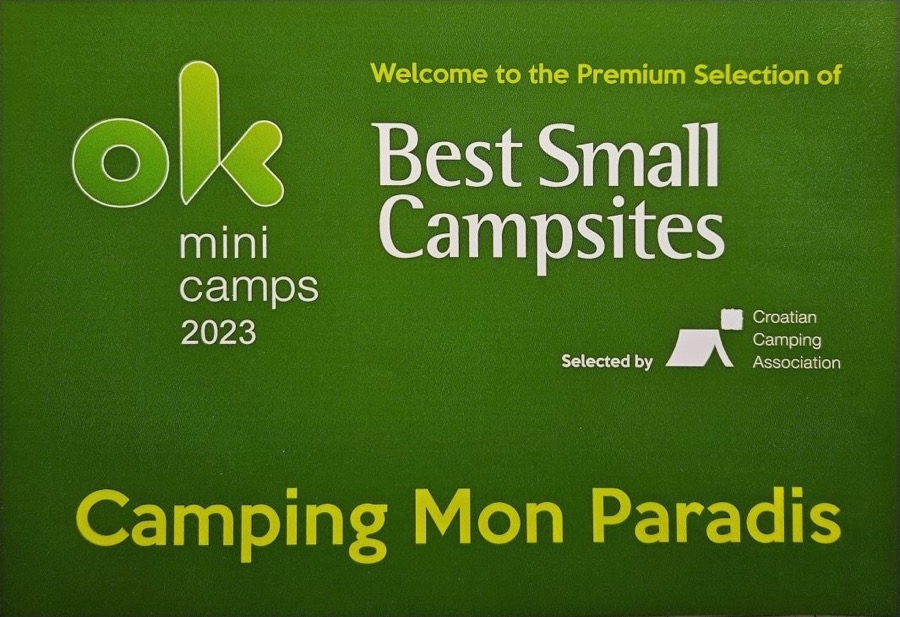 ok
mini
camps
2023
Welcome to the Premium Selection of
Best Small
Campsites
Selected by
Croatian
Camping
Association
Camping Mon Paradis